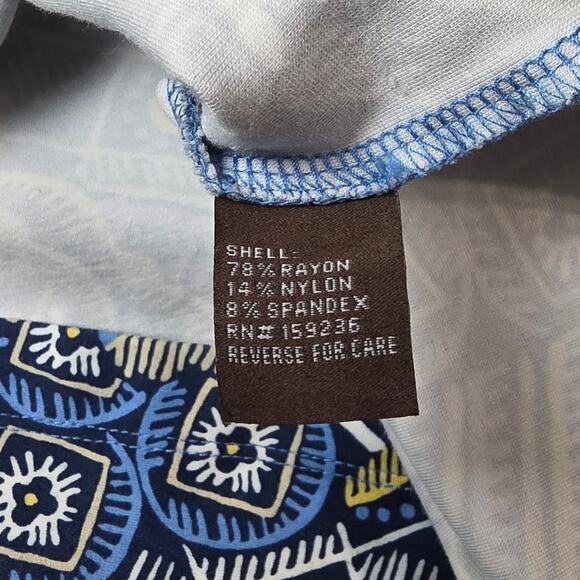 SHELL:
78% RAYON
14% NYLON
8% SPANDEX
RN# 159236
REVERSE FOR CARE